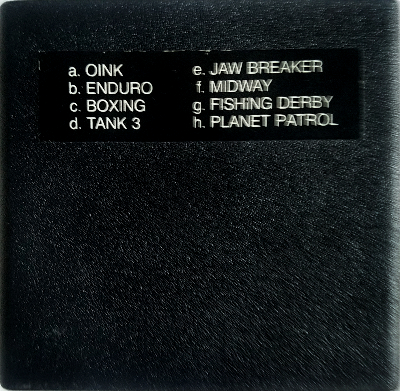 a. OINK
b. ENDURO
c. BOXING
d. TANK 3
e. JAW BREAKER
f. MIDWAY
g. FISHING DERBY
h. PLANET PATROL